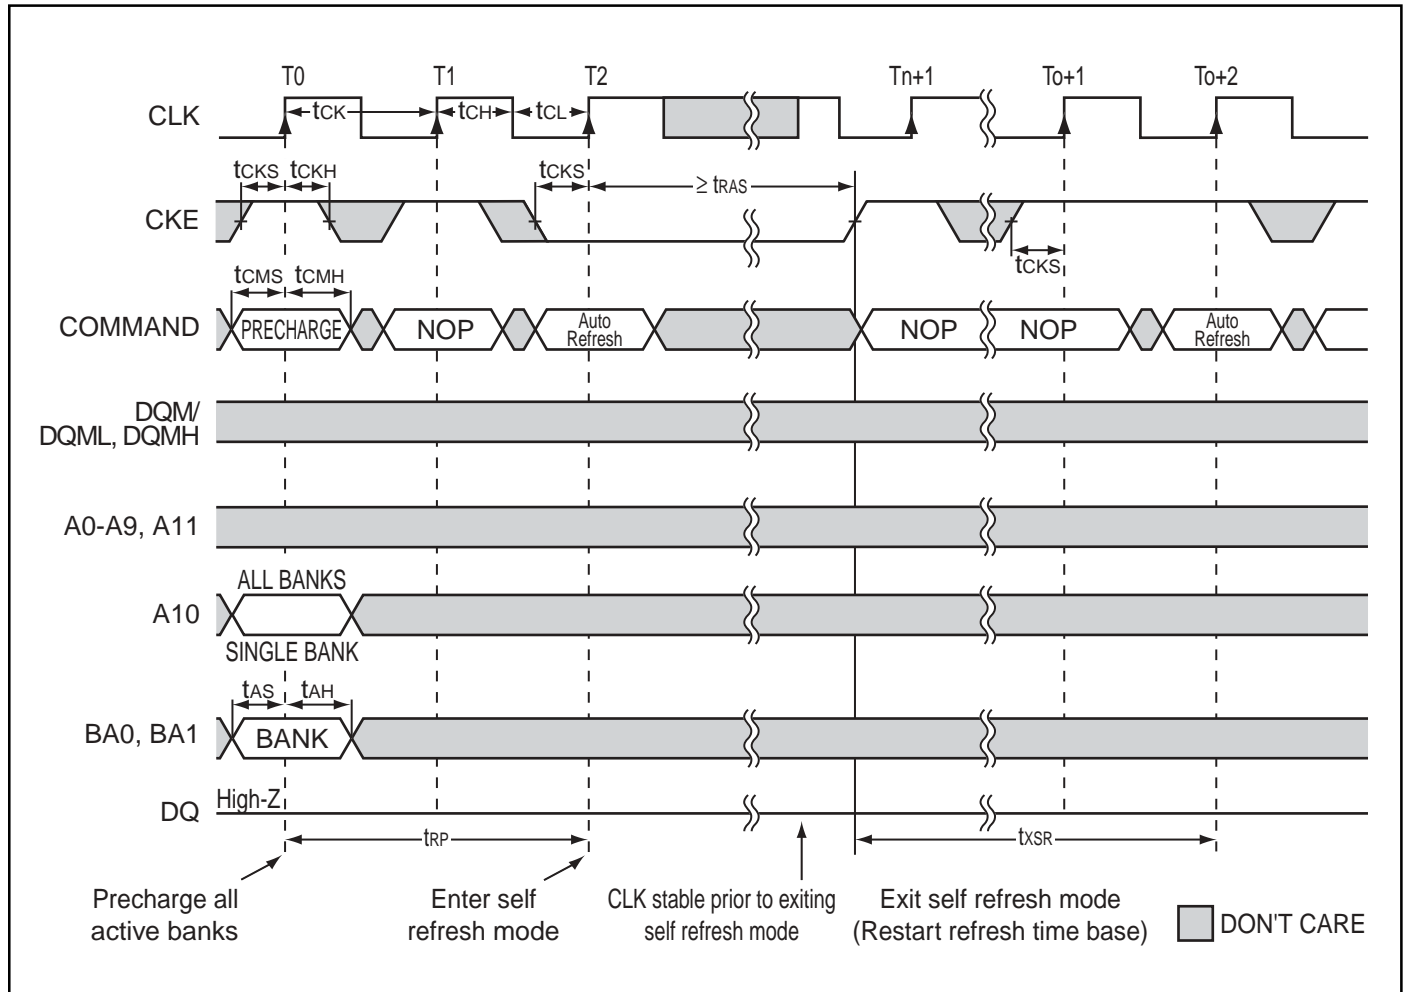 T0 T1 T2 Tn+1 To+1 To+2
CLK tCK tCH tCL
tCKS tCKH tCKS ≥ tRAS
CKE
tCKS
tCMS tCMH
COMMAND PRECHARGE NOP Auto Refresh NOP NOP Auto Refresh
DQM/
DQML, DQMH
A0-A9, A11
ALL BANKS
A10
SINGLE BANK
tAS tAH
BA0, BA1 BANK
High-Z
DQ
tRP tXSR
Precharge all
active banks
Enter self
refresh mode
CLK stable prior to exiting
self refresh mode
Exit self refresh mode
(Restart refresh time base)
DON'T CARE